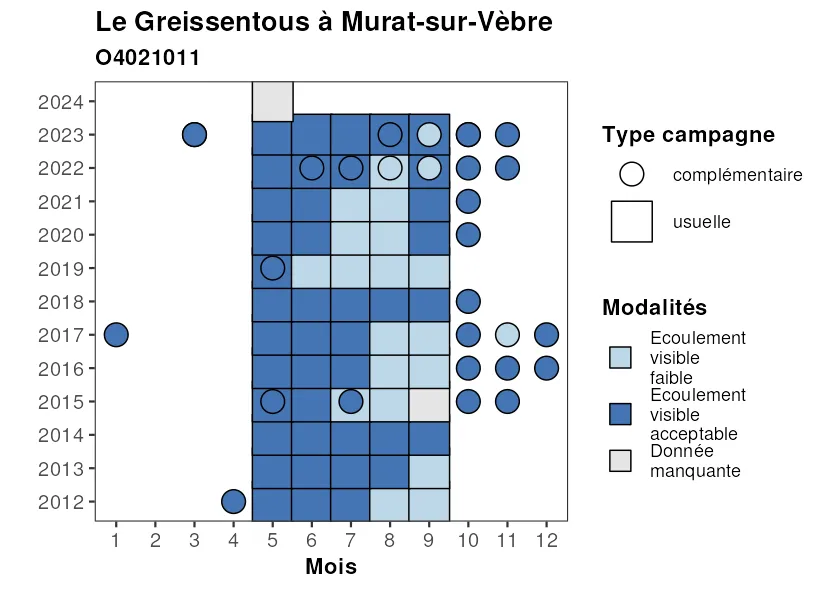 Le Greissentous à Murat-sur-Vèbre
O4021011
2024
2023
2022
2021
2020
2019
2018
2017
2016
2015
2014
2013
2012
1 2 3 4 5 6 7 8 9 10 11 12
Mois
Type campagne
complémentaire
usuelle
Modalités
Ecoulement
visible
faible
Ecoulement
visible
acceptable
Donnée
manquante